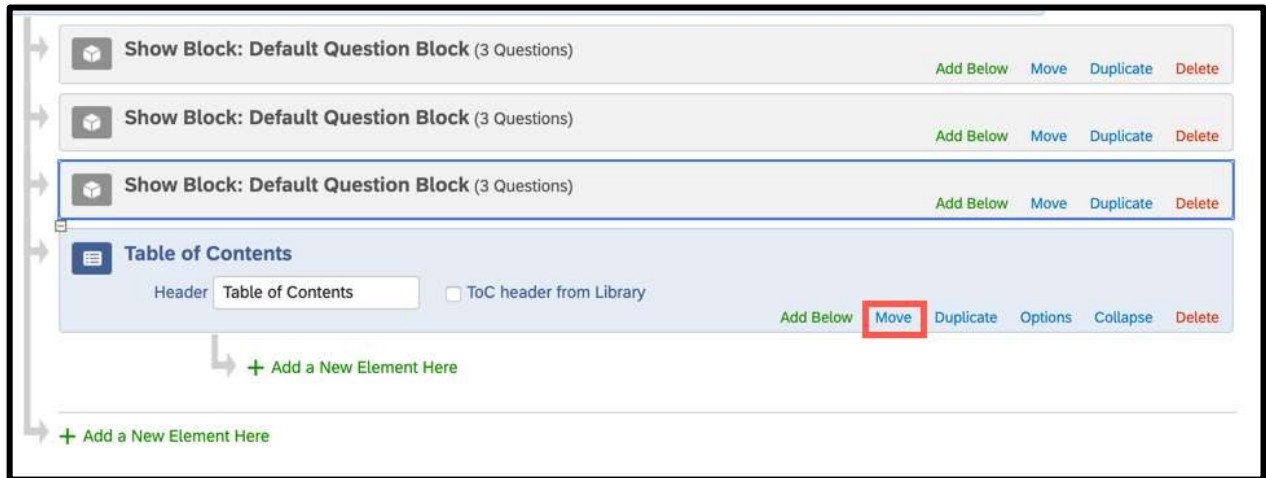 Show Block: Default Question Block (3 Questions)
Add Below Move Duplicate Delete
Show Block: Default Question Block (3 Questions)
Add Below Move Duplicate Delete
Show Block: Default Question Block (3 Questions)
Add Below Move Duplicate Delete
Table of Contents
Header Table of Contents ToC header from Library
Add Below Move Duplicate Options Collapse Delete
+ Add a New Element Here
+ Add a New Element Here